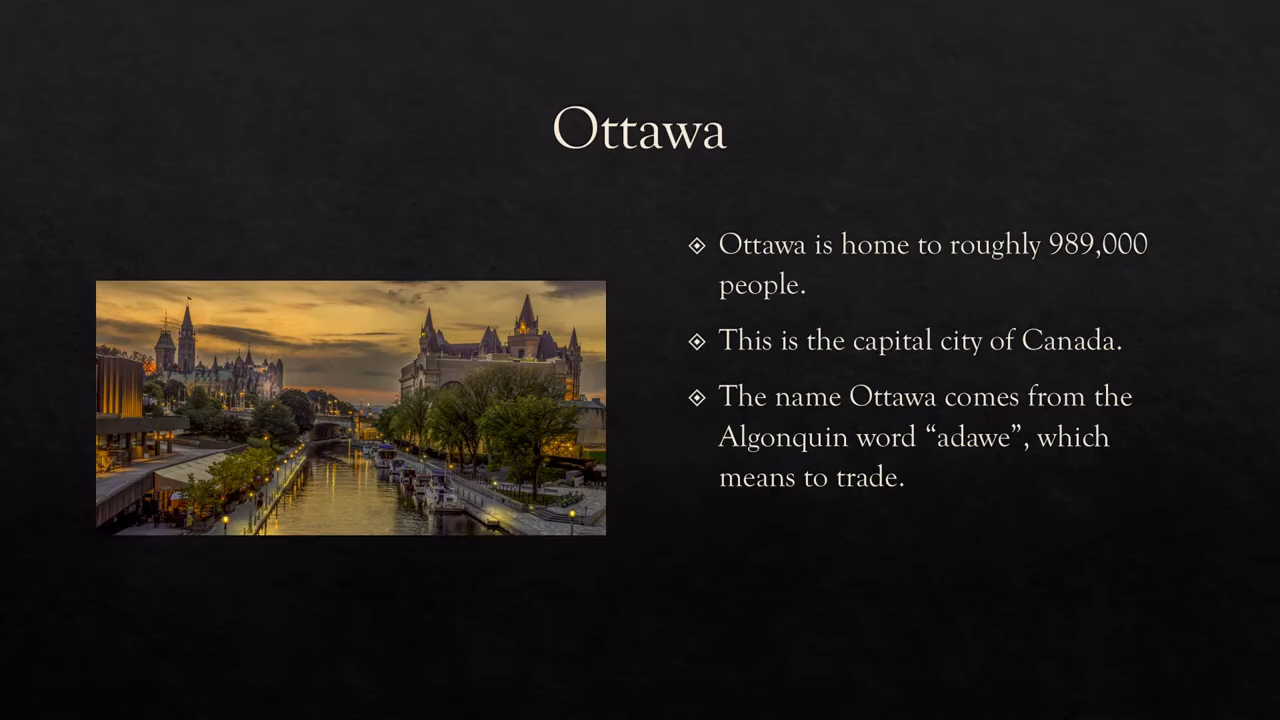 Ottawa
Ottawa is home to roughly 989,000
people.
This is the capital city of Canada.
The name Ottawa comes from the
Algonquin word “adawe”, which
means to trade.